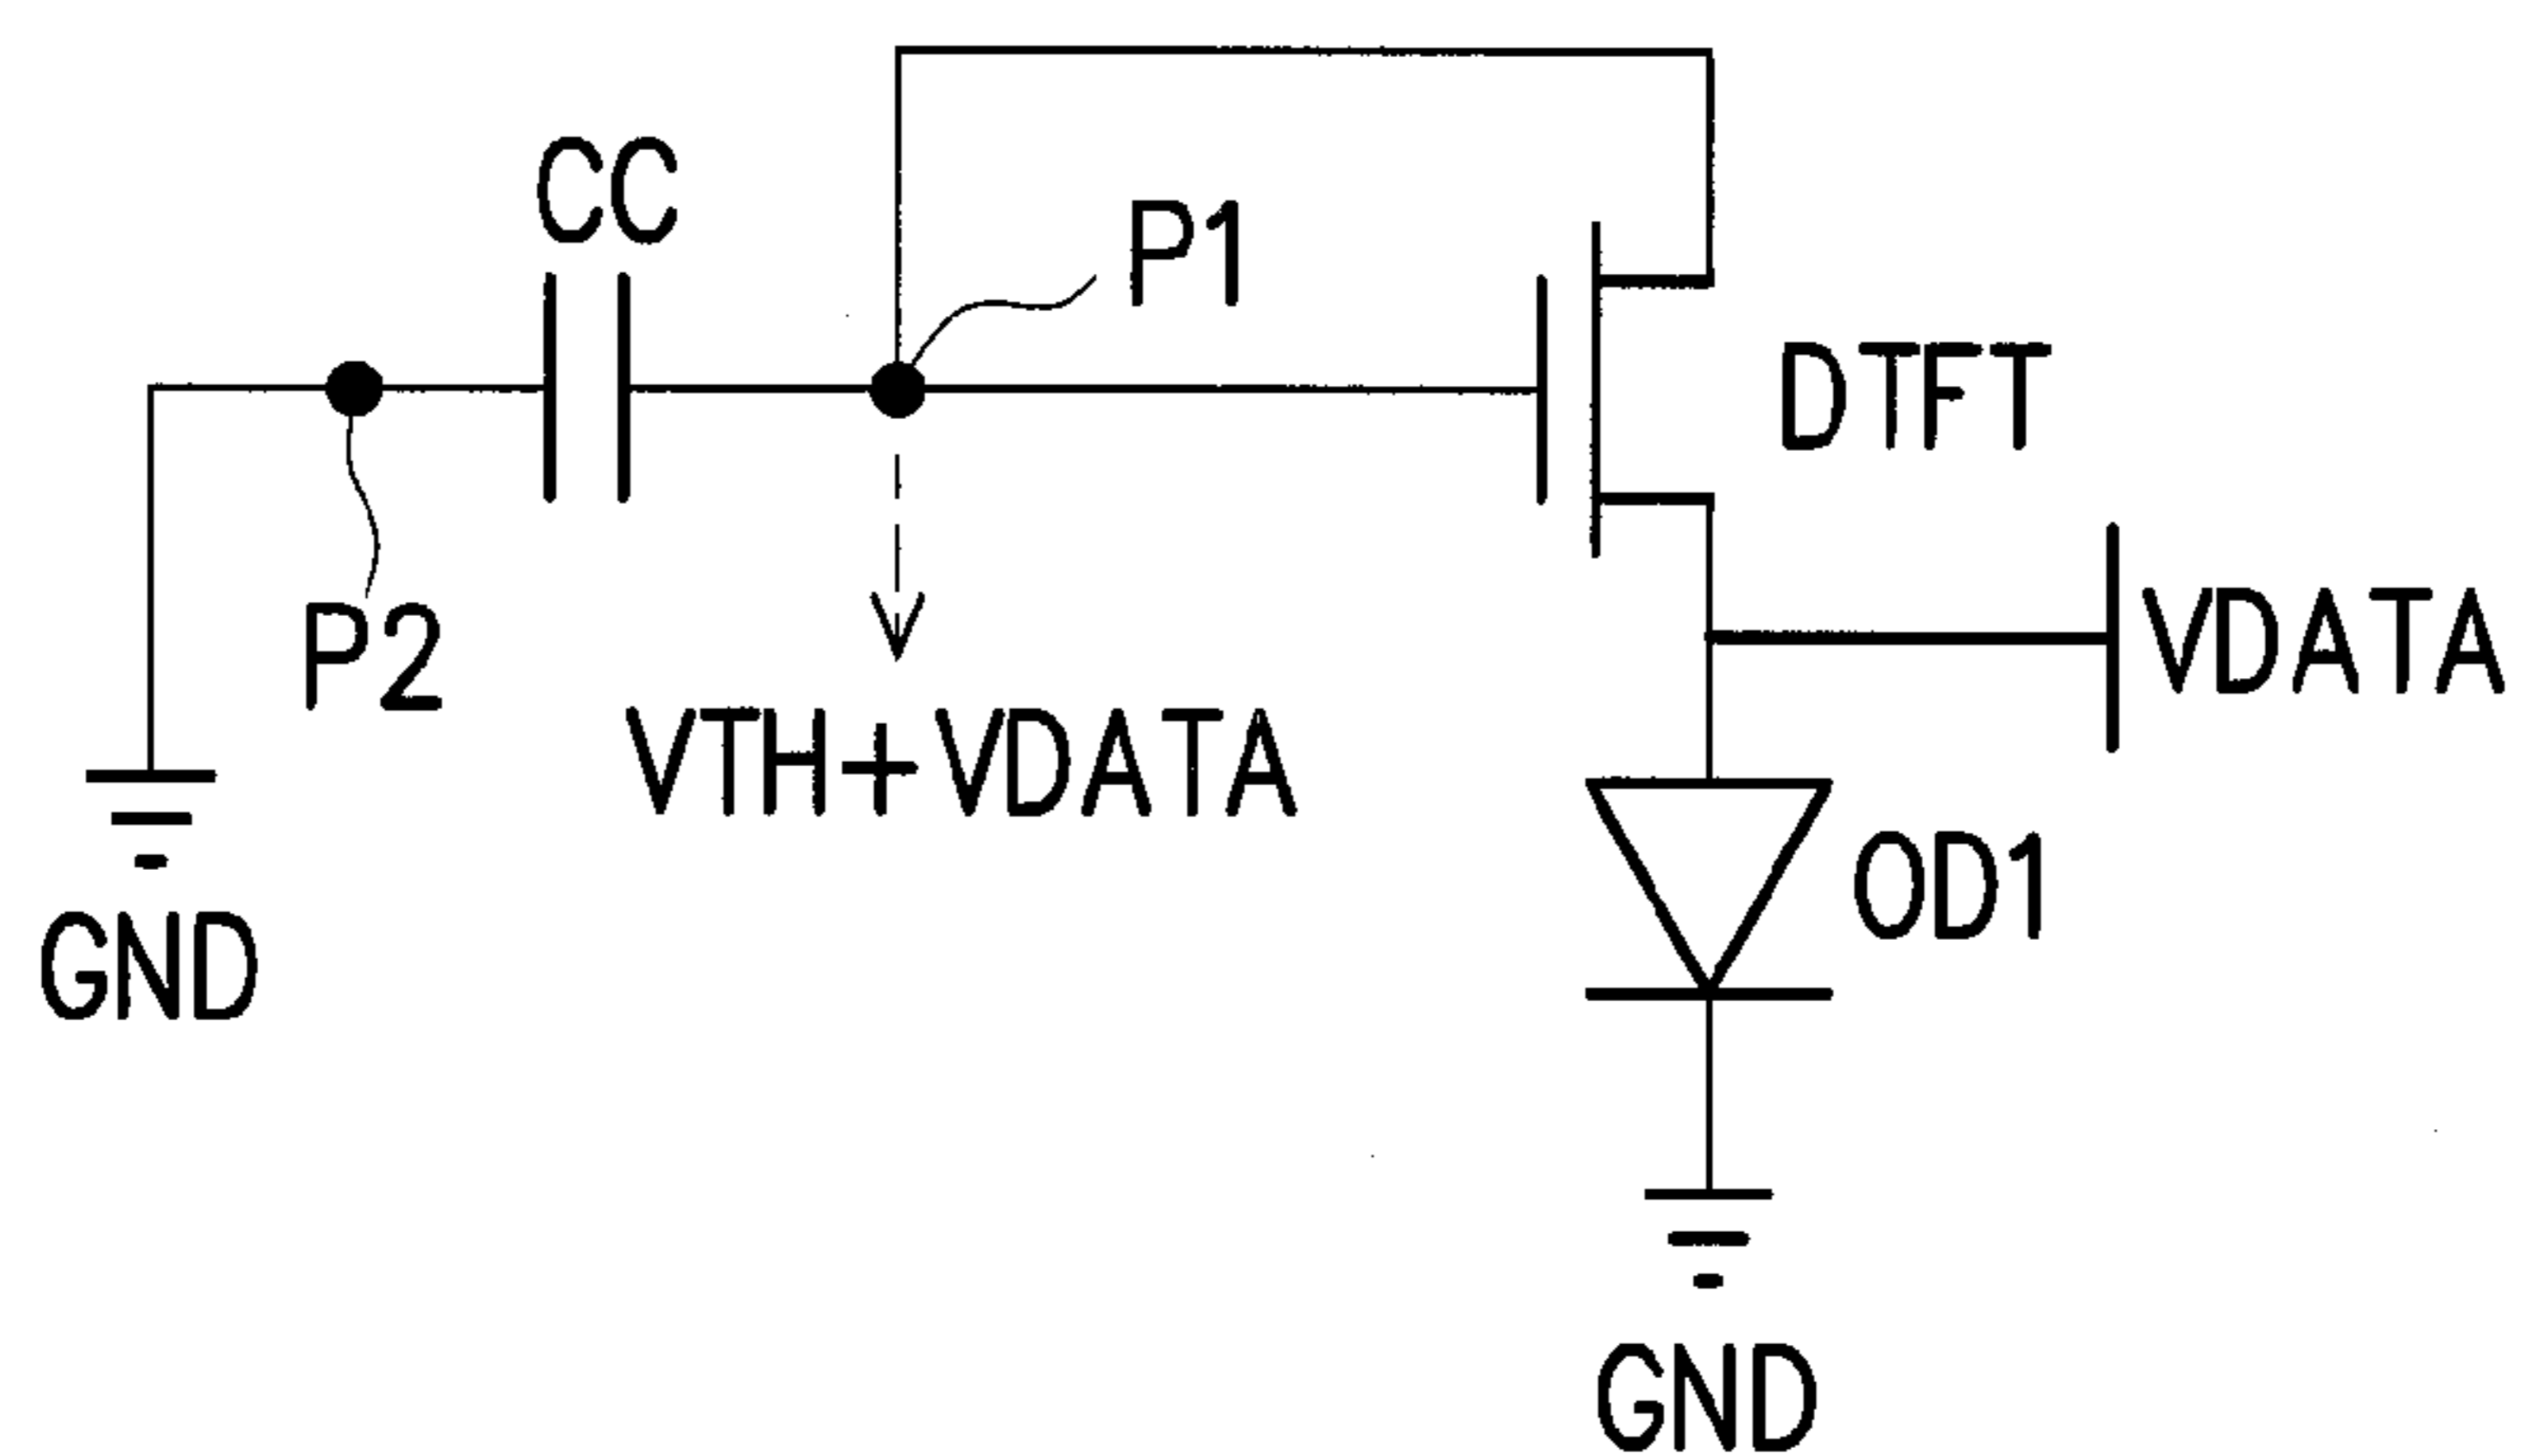 CC
P1
DTFT
P2
VDATA
VTH+VDATA
OD1
GND
GND